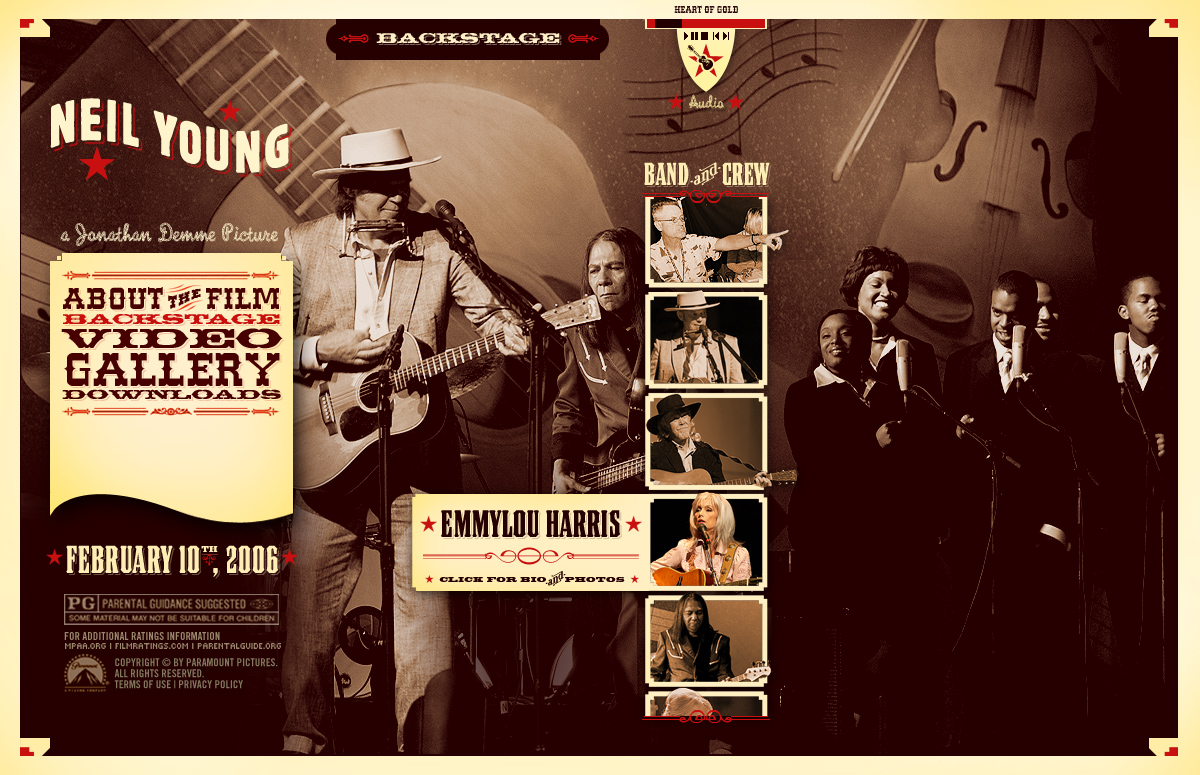 HEART OF GOLD
BACKSTAGE
Audio
NEIL YOUNG
a Jonathan Demme Picture
ABOUT THE FILM
BACKSTAGE
VIDEO
GALLERY
DOWNLOADS
FEBRUARY 10TH, 2006
PG PARENTAL GUIDANCE SUGGESTED
SOME MATERIAL MAY NOT BE SUITABLE FOR CHILDREN
FOR ADDITIONAL RATINGS INFORMATION
MPAA.ORG | FILMRATINGS.COM | PARENTALGUIDE.ORG
COPYRIGHT © BY PARAMOUNT PICTURES.
ALL RIGHTS RESERVED.
TERMS OF USE | PRIVACY POLICY
BAND and CREW
EMMYLOU HARRIS
CLICK FOR BIO and PHOTOS